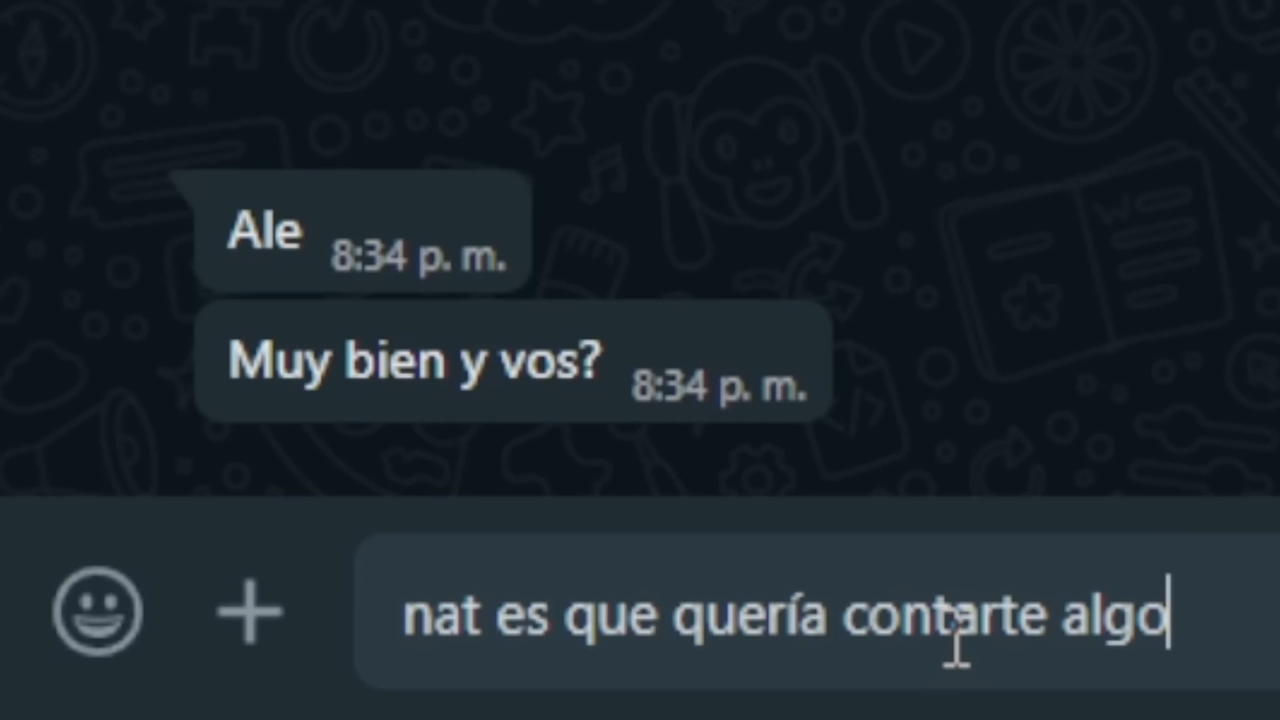 Ale 8:34 p. m.
Muy bien y vos? 8:34 p. m.
nat es que quería contarte algo